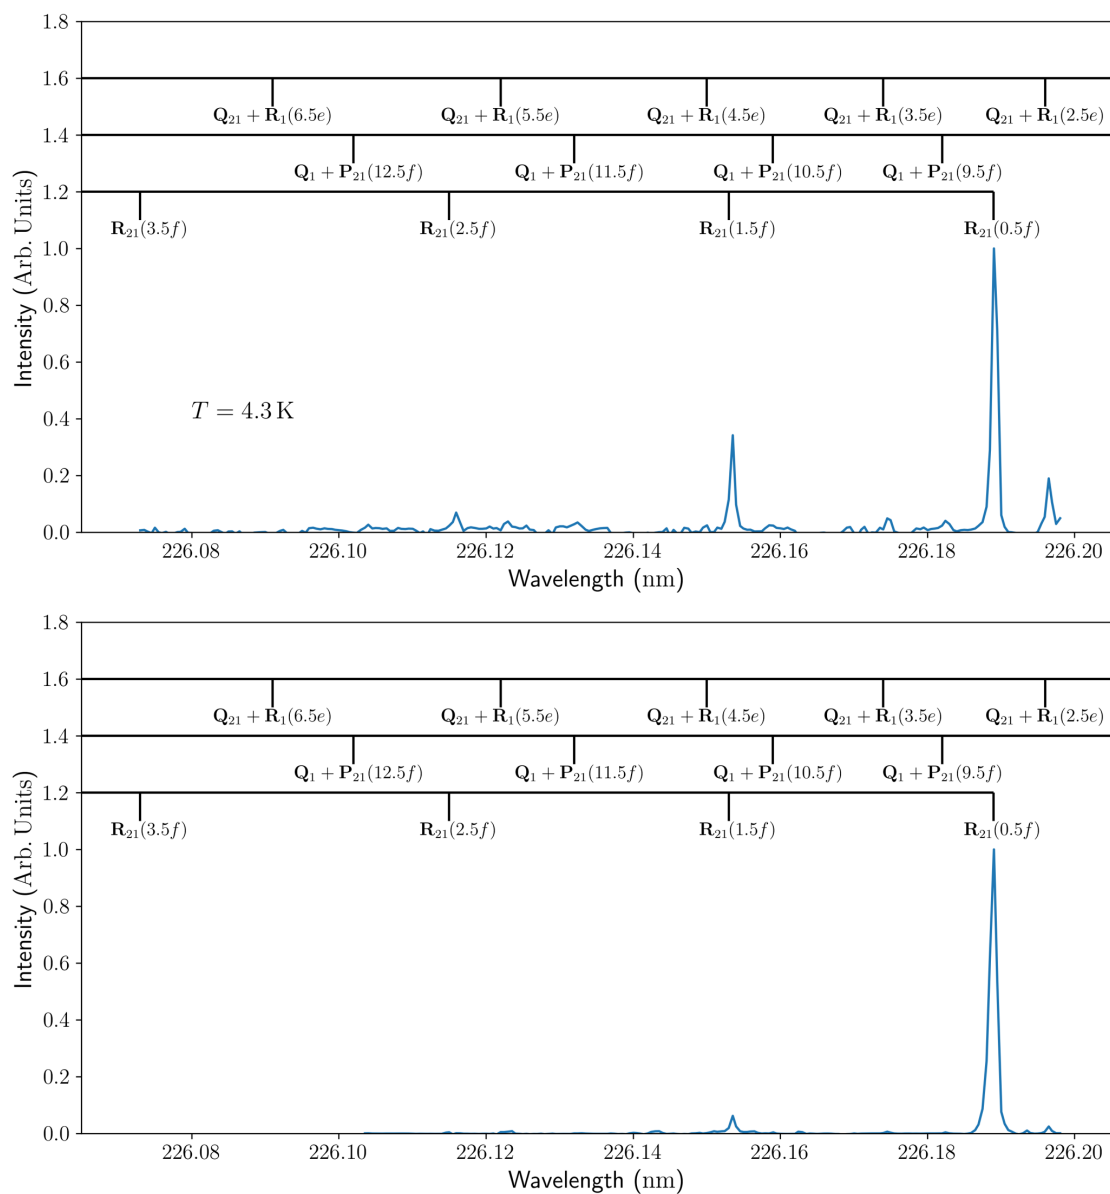 1.8
1.6
Q₂₁ + R₁(6.5e) Q₂₁ + R₁(5.5e) Q₂₁ + R₁(4.5e) Q₂₁ + R₁(3.5e) Q₂₁ + R₁(2.5e)
1.4
Q₁ + P₂₁(12.5f) Q₁ + P₂₁(11.5f) Q₁ + P₂₁(10.5f) Q₁ + P₂₁(9.5f)
1.2
R₂₁(3.5f) R₂₁(2.5f) R₂₁(1.5f) R₂₁(0.5f)
1.0
0.8
0.6
0.4
0.2
0.0
Intensity (Arb. Units)
T = 4.3 K
226.08 226.10 226.12 226.14 226.16 226.18 226.20
Wavelength (nm)
1.8
1.6
Q₂₁ + R₁(6.5e) Q₂₁ + R₁(5.5e) Q₂₁ + R₁(4.5e) Q₂₁ + R₁(3.5e) Q₂₁ + R₁(2.5e)
1.4
Q₁ + P₂₁(12.5f) Q₁ + P₂₁(11.5f) Q₁ + P₂₁(10.5f) Q₁ + P₂₁(9.5f)
1.2
R₂₁(3.5f) R₂₁(2.5f) R₂₁(1.5f) R₂₁(0.5f)
1.0
0.8
0.6
0.4
0.2
0.0
Intensity (Arb. Units)
226.08 226.10 226.12 226.14 226.16 226.18 226.20
Wavelength (nm)